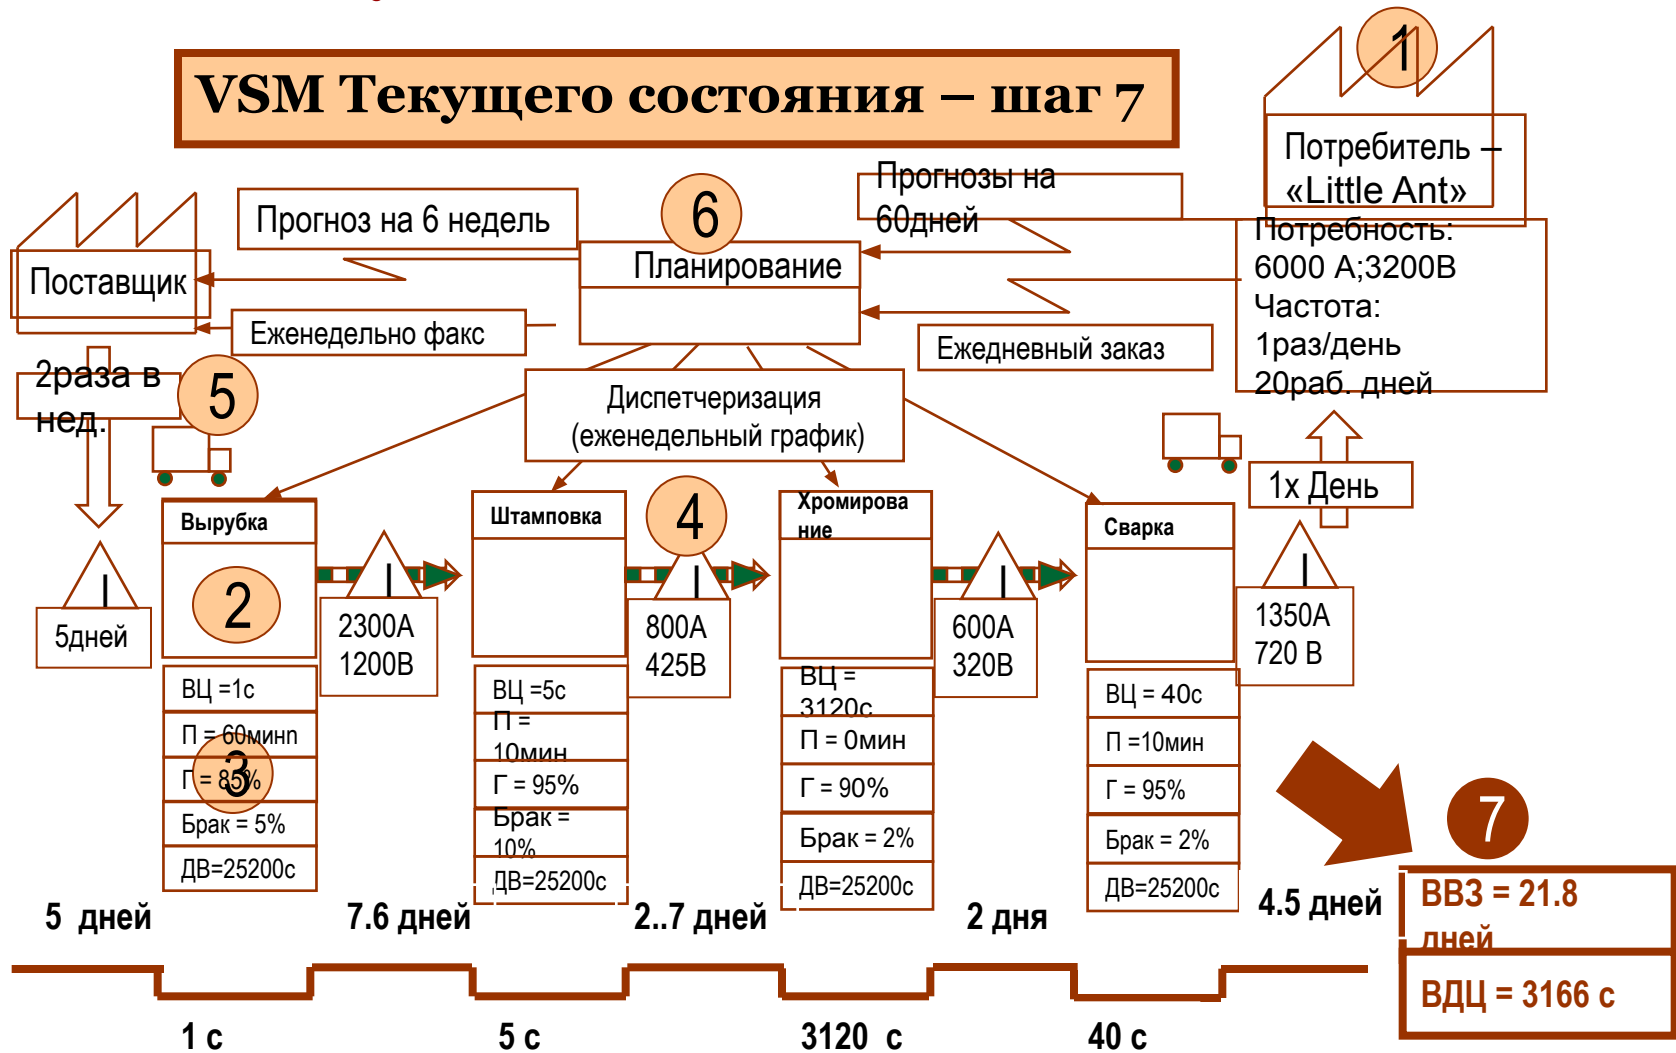 VSM Текущего состояния – шаг 7
1
Потребитель –
«Little Ant»
Потребность:
6000 А;3200В
Частота:
1раз/день
20раб. дней
Прогнозы на
60дней
Прогноз на 6 недель
6
Планирование
Поставщик
Еженедельно факс
Ежедневный заказ
2раза в
нед.
5
Диспетчеризация
(еженедельный график)
1х День
Вырубка
2
Штамповка
4
Хромирова
ние
Сварка
I
5дней
I
2300А
1200В
I
800А
425В
I
600А
320В
I
1350А
720 В
ВЦ =1с
П = 60минn
3
Г = 85%
Брак = 5%
ДВ=25200с
ВЦ =5с
П =
10мин
Г = 95%
Брак =
10%
ДВ=25200с
ВЦ =
3120с
П = 0мин
Г = 90%
Брак = 2%
ДВ=25200с
ВЦ = 40с
П =10мин
Г = 95%
Брак = 2%
ДВ=25200с
7
5 дней
7.6 дней
2..7 дней
2 дня
4.5 дней
ВВЗ = 21.8
дней
ВДЦ = 3166 с
1 с
5 с
3120 с
40 с